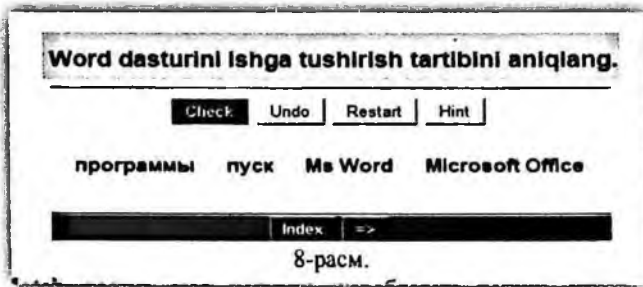 Word dasturini ishga tushirish tartibini aniqlang.
Check Undo Restart Hint
программы пуск Ms Word Microsoft Office
Index =>
8-расм.